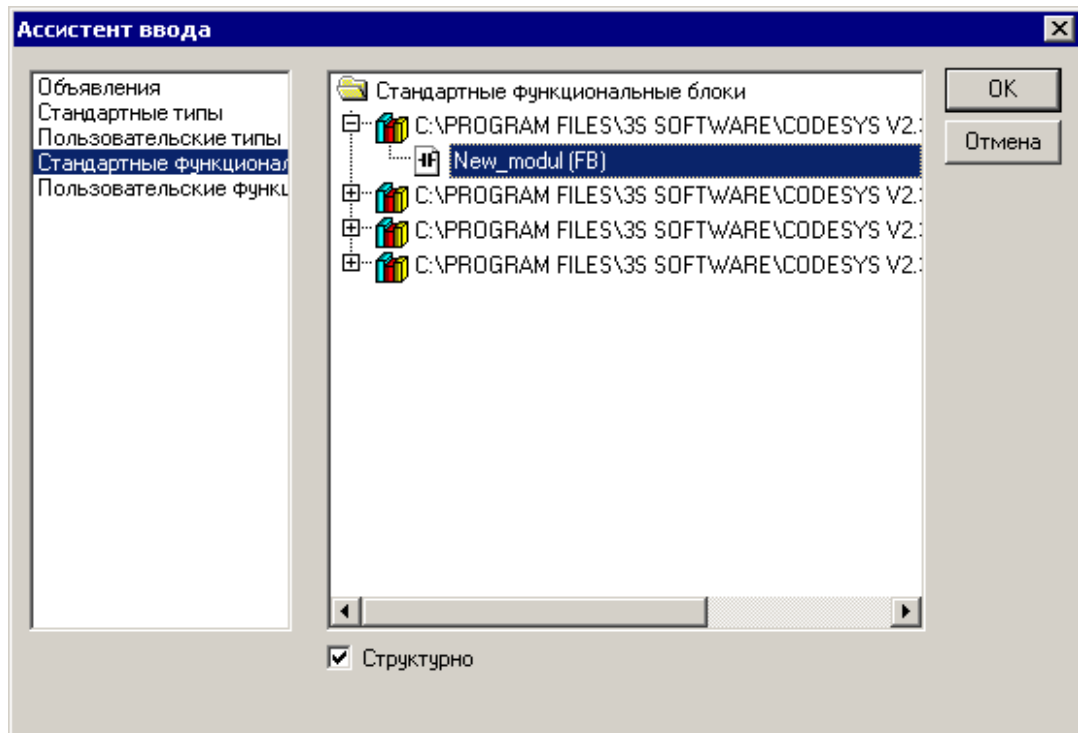 Ассистент ввода
Объявления
Стандартные типы
Пользовательские типы
Стандартные функционал
Пользовательские функц
Стандартные функциональные блоки
C:\PROGRAM FILES\3S SOFTWARE\CODESYS V2.
New_modul (FB)
C:\PROGRAM FILES\3S SOFTWARE\CODESYS V2.
C:\PROGRAM FILES\3S SOFTWARE\CODESYS V2.
C:\PROGRAM FILES\3S SOFTWARE\CODESYS V2.
Структурно
OK
Отмена